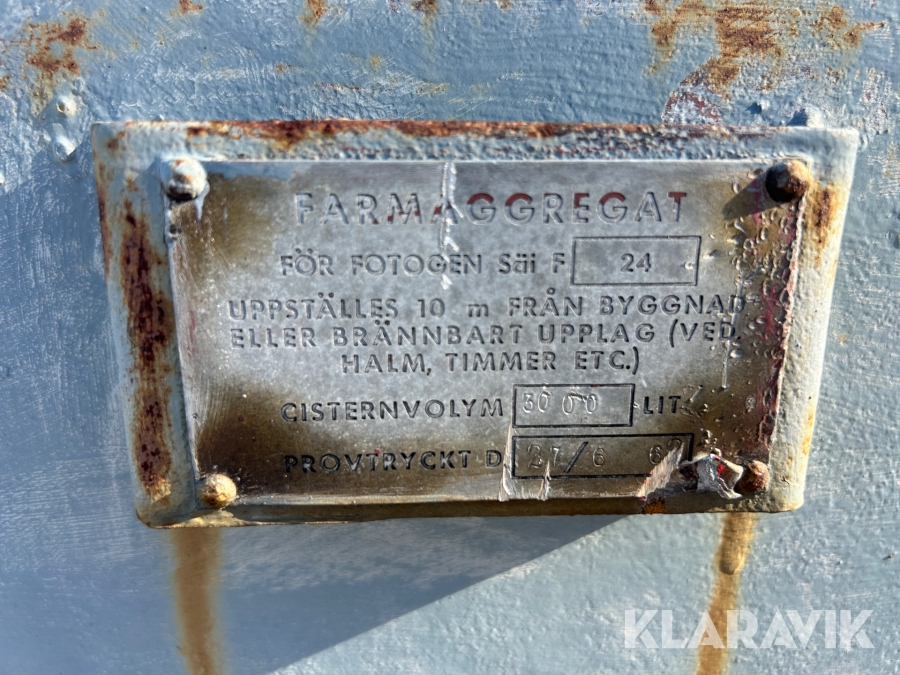 FARMAGGREGAT
FÖR FOTOGEN Säi F 24
UPPSTÄLLES 10 m FRÅN BYGGNAD
ELLER BRÄNNBART UPPLAG (VED,
HALM, TIMMER ETC.)
CISTERNVOLYM 3000 LIT
PROVTRYCKT D. 27/6
KLARAVIK